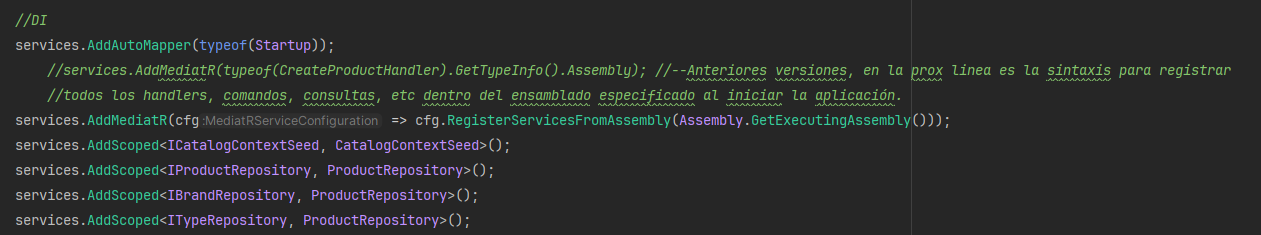 //DI
services.AddAutoMapper(typeof(Startup));
//services.AddMediatR(typeof(CreateProductHandler).GetTypeInfo().Assembly); //--Anteriores versiones, en la prox linea es la sintaxis para registrar
//todos los handlers, comandos, consultas, etc dentro del ensamblado especificado al iniciar la aplicación.
services.AddMediatR(cfg :MediatRServiceConfiguration => cfg.RegisterServicesFromAssembly(Assembly.GetExecutingAssembly()));
services.AddScoped<ICatalogContextSeed, CatalogContextSeed>();
services.AddScoped<IProductRepository, ProductRepository>();
services.AddScoped<IBrandRepository, ProductRepository>();
services.AddScoped<ITypeRepository, ProductRepository>();